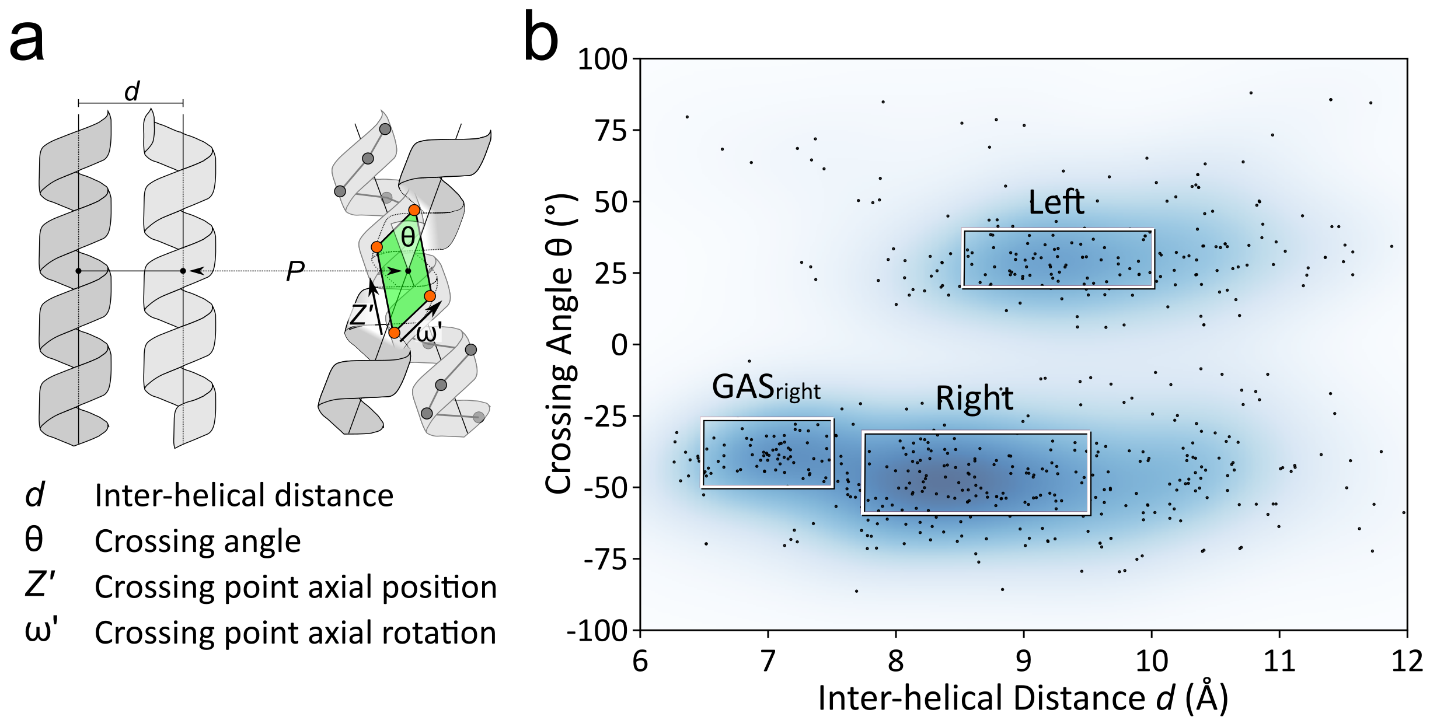 a
d
P
θ
Z'
ω'
d Inter-helical distance
θ Crossing angle
Z' Crossing point axial position
ω' Crossing point axial rotation
b
Crossing Angle θ (°)
100
75
50
25
0
-25
-50
-75
-100
Left
GASright
Right
6 7 8 9 10 11 12
Inter-helical Distance d (Å)